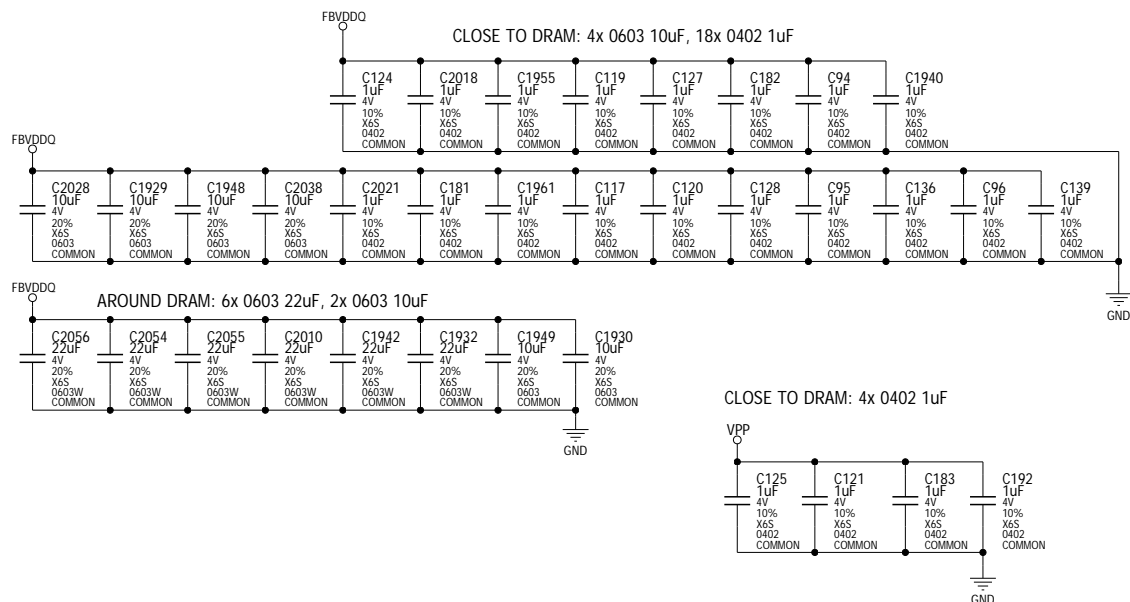 FBVDDQ
CLOSE TO DRAM: 4x 0603 10uF, 18x 0402 1uF
C124 C2018 C1955 C119 C127 C182 C94 C1940
1uF 1uF 1uF 1uF 1uF 1uF 1uF 1uF
4V 4V 4V 4V 4V 4V 4V 4V
10% 10% 10% 10% 10% 10% 10% 10%
X6S X6S X6S X6S X6S X6S X6S X6S
0402 0402 0402 0402 0402 0402 0402 0402
COMMON COMMON COMMON COMMON COMMON COMMON COMMON COMMON
FBVDDQ
C2028 C1929 C1948 C2038 C2021 C181 C1961 C117 C120 C128 C95 C136 C96 C139
10uF 10uF 10uF 10uF 1uF 1uF 1uF 1uF 1uF 1uF 1uF 1uF 1uF 1uF
4V 4V 4V 4V 4V 4V 4V 4V 4V 4V 4V 4V 4V 4V
20% 20% 20% 20% 10% 10% 10% 10% 10% 10% 10% 10% 10% 10%
X6S X6S X6S X6S X6S X6S X6S X6S X6S X6S X6S X6S X6S X6S
0603 0603 0603 0603 0402 0402 0402 0402 0402 0402 0402 0402 0402 0402
COMMON COMMON COMMON COMMON COMMON COMMON COMMON COMMON COMMON COMMON COMMON COMMON COMMON COMMON
GND
FBVDDQ
AROUND DRAM: 6x 0603 22uF, 2x 0603 10uF
C2056 C2054 C2055 C2010 C1942 C1932 C1949 C1930
22uF 22uF 22uF 22uF 22uF 22uF 10uF 10uF
4V 4V 4V 4V 4V 4V 4V 4V
20% 20% 20% 20% 20% 20% 20% 20%
X6S X6S X6S X6S X6S X6S X6S X6S
0603W 0603W 0603W 0603W 0603W 0603W 0603 0603
COMMON COMMON COMMON COMMON COMMON COMMON COMMON COMMON
GND
CLOSE TO DRAM: 4x 0402 1uF
VPP
C125 C121 C183 C192
1uF 1uF 1uF 1uF
4V 4V 4V 4V
10% 10% 10% 10%
X6S X6S X6S X6S
0402 0402 0402 0402
COMMON COMMON COMMON COMMON
GND